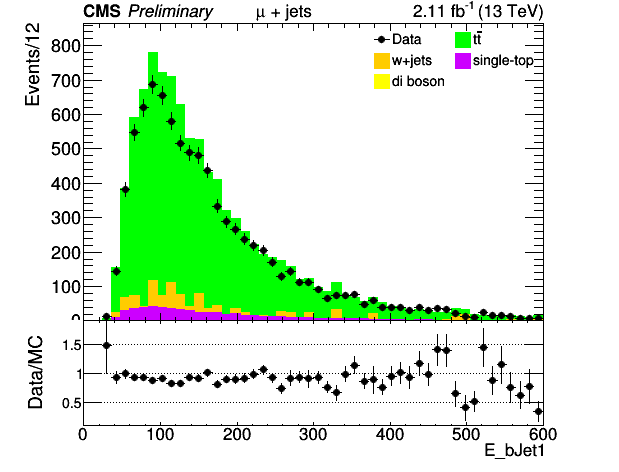 CMS Preliminary μ + jets 2.11 fb⁻¹ (13 TeV)
Events/12
800
700
600
500
400
300
200
100
0
Data
tt̄
w+jets
single-top
di boson
Data/MC
1.5
1
0.5
0 100 200 300 400 500 600
E_bJet1